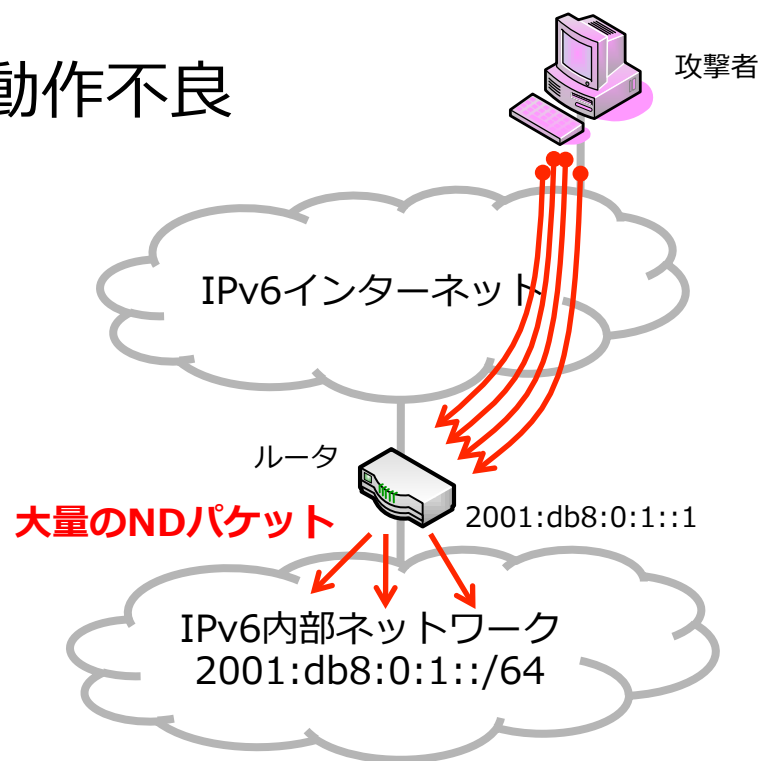 動作不良
攻撃者
IPv6インターネット
ルータ
大量のNDパケット
2001:db8:0:1::1
IPv6内部ネットワーク
2001:db8:0:1::/64